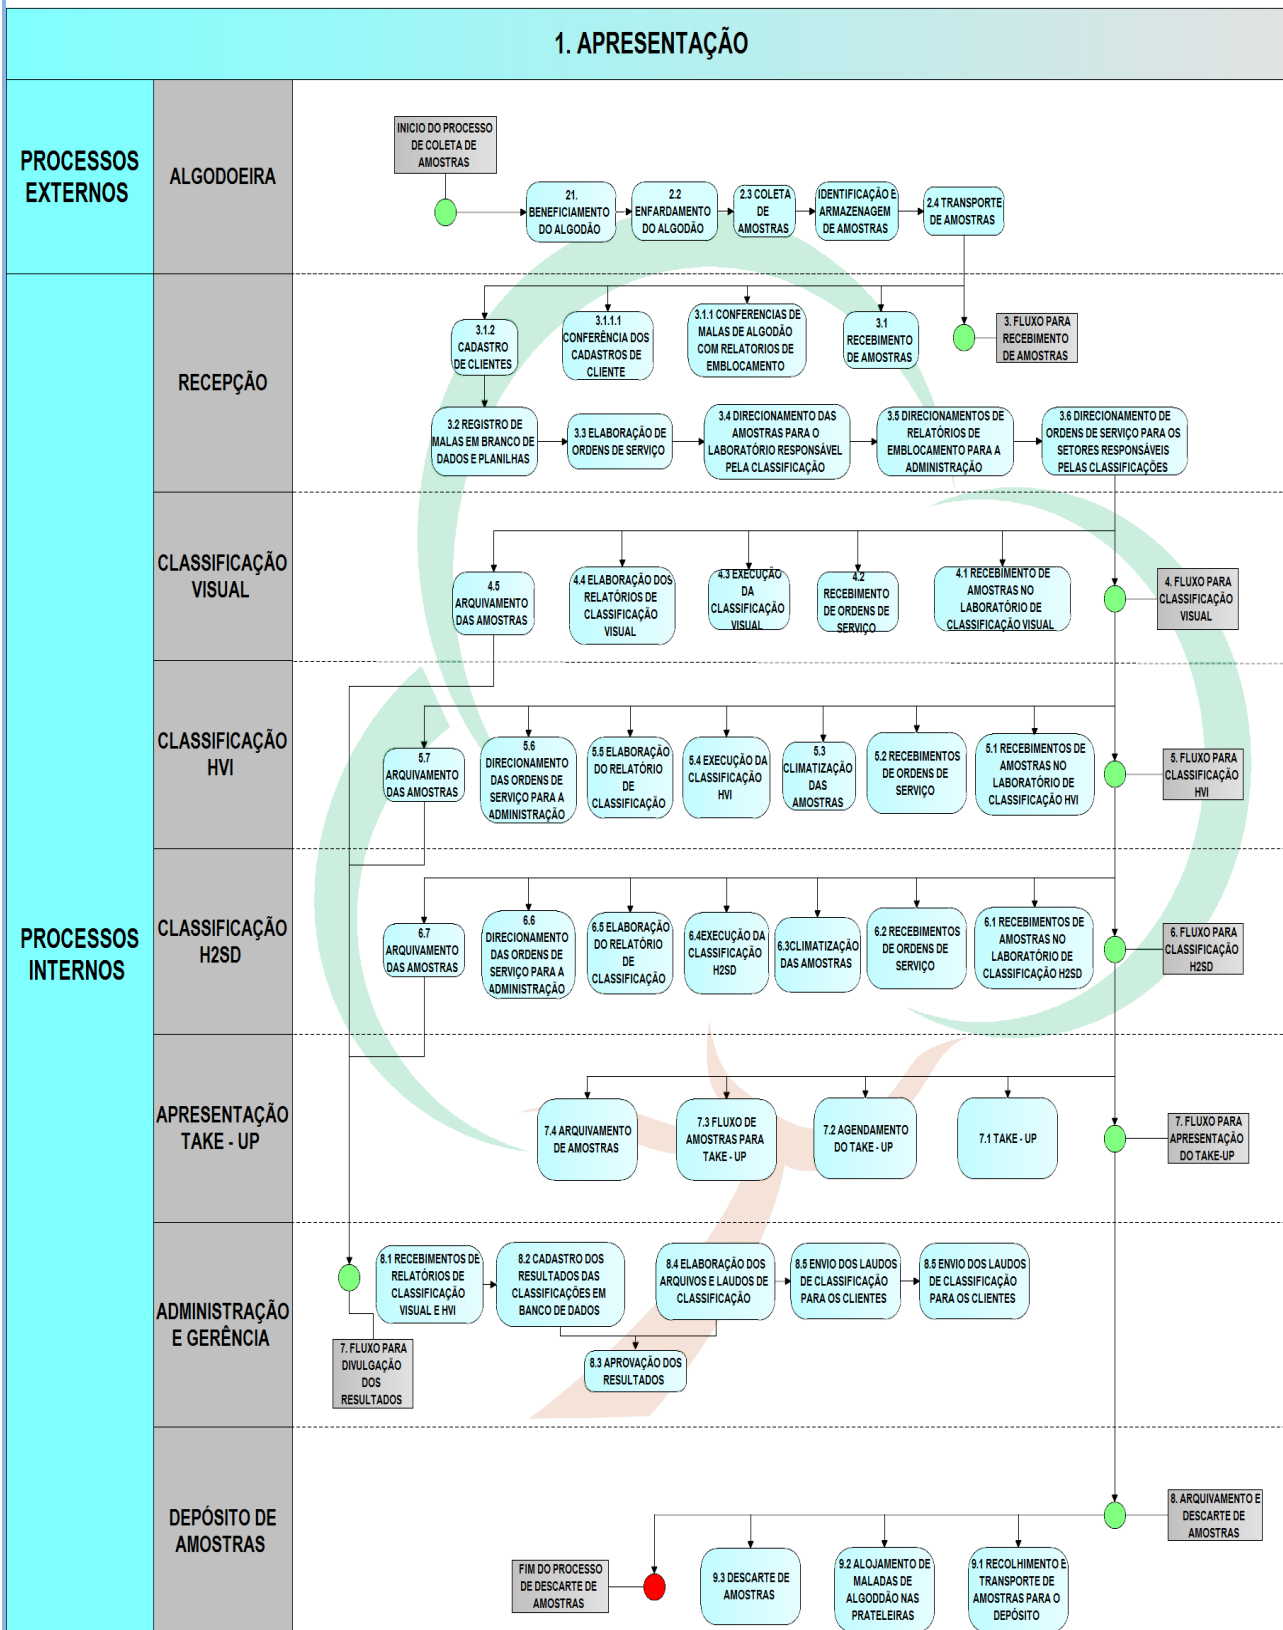 1. APRESENTAÇÃO
PROCESSOS
EXTERNOS
ALGODOEIRA
INICIO DO PROCESSO
DE COLETA DE
AMOSTRAS
21.
BENEFICIAMENTO
DO ALGODÃO
2.2
ENFARDAMENTO
DO ALGODÃO
2.3 COLETA
DE
AMOSTRAS
IDENTIFICAÇÃO E
ARMAZENAGEM
DE AMOSTRAS
2.4 TRANSPORTE
DE AMOSTRAS
PROCESSOS
INTERNOS
RECEPÇÃO
3.1.2
CADASTRO
DE CLIENTES
3.1.1.1
CONFERÊNCIA DOS
CADASTROS DE
CLIENTE
3.1.1 CONFERENCIAS DE
MALAS DE ALGODÃO
COM RELATORIOS DE
EMBLOCAMENTO
3.1
RECEBIMENTO
DE AMOSTRAS
3. FLUXO PARA
RECEBIMENTO
DE AMOSTRAS
3.2 REGISTRO DE
MALAS EM BRANCO DE
DADOS E PLANILHAS
3.3 ELABORAÇÃO DE
ORDENS DE SERVIÇO
3.4 DIRECIONAMENTO DAS
AMOSTRAS PARA O
LABORATÓRIO RESPONSÁVEL
PELA CLASSIFICAÇÃO
3.5 DIRECIONAMENTOS DE
RELATÓRIOS DE
EMBLOCAMENTO PARA A
ADMINISTRAÇÃO
3.6 DIRECIONAMENTO DE
ORDENS DE SERVIÇO PARA OS
SETORES RESPONSÁVEIS
PELAS CLASSIFICAÇÕES
CLASSIFICAÇÃO
VISUAL
4.5
ARQUIVAMENTO
DAS AMOSTRAS
4.4 ELABORAÇÃO DOS
RELATÓRIOS DE
CLASSIFICAÇÃO
VISUAL
4.3 EXECUÇÃO
DA
CLASSIFICAÇÃO
VISUAL
4.2
RECEBIMENTO
DE ORDENS DE
SERVIÇO
4.1 RECEBIMENTO DE
AMOSTRAS NO
LABORATÓRIO DE
CLASSIFICAÇÃO VISUAL
4. FLUXO PARA
CLASSIFICAÇÃO
VISUAL
CLASSIFICAÇÃO
HVI
5.7
ARQUIVAMENTO
DAS AMOSTRAS
5.6
DIRECIONAMENTO
DAS ORDENS DE
SERVIÇO PARA A
ADMINISTRAÇÃO
5.5 ELABORAÇÃO
DO RELATÓRIO
DE
CLASSIFICAÇÃO
5.4 EXECUÇÃO DA
CLASSIFICAÇÃO
HVI
5.3
CLIMATIZAÇÃO
DAS
AMOSTRAS
5.2 RECEBIMENTOS
DE ORDENS DE
SERVIÇO
5.1 RECEBIMENTOS DE
AMOSTRAS NO
LABORATÓRIO DE
CLASSIFICAÇÃO HVI
5. FLUXO PARA
CLASSIFICAÇÃO
HVI
CLASSIFICAÇÃO
H2SD
6.7
ARQUIVAMENTO
DAS AMOSTRAS
6.6
DIRECIONAMENTO
DAS ORDENS DE
SERVIÇO PARA A
ADMINISTRAÇÃO
6.5 ELABORAÇÃO
DO RELATÓRIO
DE
CLASSIFICAÇÃO
6.4EXECUÇÃO DA
CLASSIFICAÇÃO
H2SD
6.3CLIMATIZAÇÃO
DAS AMOSTRAS
6.2 RECEBIMENTOS
DE ORDENS DE
SERVIÇO
6.1 RECEBIMENTOS DE
AMOSTRAS NO
LABORATÓRIO DE
CLASSIFICAÇÃO H2SD
6. FLUXO PARA
CLASSIFICAÇÃO
H2SD
APRESENTAÇÃO
TAKE - UP
7.4 ARQUIVAMENTO
DE AMOSTRAS
7.3 FLUXO DE
AMOSTRAS PARA
TAKE - UP
7.2 AGENDAMENTO
DO TAKE - UP
7.1 TAKE - UP
7. FLUXO PARA
APRESENTAÇÃO
DO TAKE-UP
ADMINISTRAÇÃO
E GERÊNCIA
8.1 RECEBIMENTOS DE
RELATÓRIOS DE
CLASSIFICAÇÃO
VISUAL E HVI
8.2 CADASTRO DOS
RESULTADOS DAS
CLASSIFICAÇÕES EM
BANCO DE DADOS
8.4 ELABORAÇÃO DOS
ARQUIVOS E LAUDOS DE
CLASSIFICAÇÃO
8.5 ENVIO DOS LAUDOS
DE CLASSIFICAÇÃO
PARA OS CLIENTES
8.5 ENVIO DOS LAUDOS
DE CLASSIFICAÇÃO
PARA OS CLIENTES
7. FLUXO PARA
DIVULGAÇÃO
DOS
RESULTADOS
8.3 APROVAÇÃO DOS
RESULTADOS
DEPÓSITO DE
AMOSTRAS
8. ARQUIVAMENTO E
DESCARTE DE
AMOSTRAS
FIM DO PROCESSO
DE DESCARTE DE
AMOSTRAS
9.3 DESCARTE DE
AMOSTRAS
9.2 ALOJAMENTO DE
MALADAS DE
ALGODDÃO NAS
PRATELEIRAS
9.1 RECOLHIMENTO E
TRANSPORTE DE
AMOSTRAS PARA O
DEPÓSITO